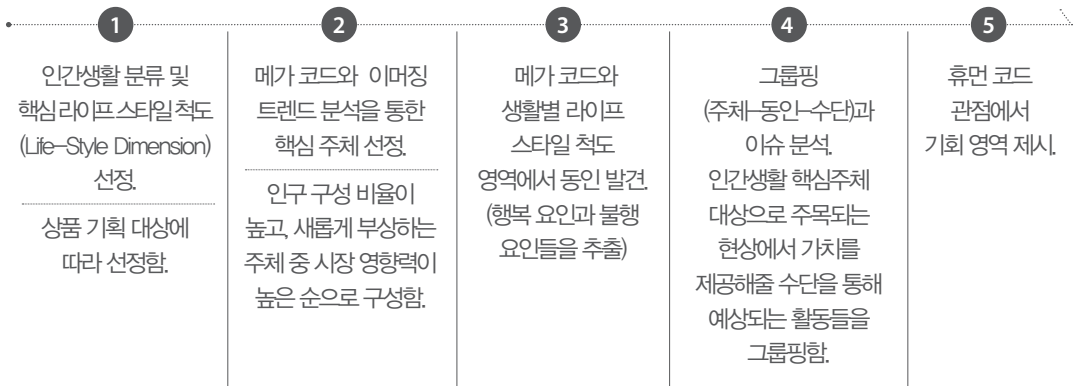 1
인간생활 분류 및
핵심 라이프 스타일 척도
(Life-Style Dimension)
선정.
상품 기획 대상에
따라 선정함.
2
메가 코드와 이머징
트렌드 분석을 통한
핵심 주체 선정.
인구 구성 비율이
높고, 새롭게 부상하는
주체 중 시장 영향력이
높은 순으로 구성함.
3
메가 코드와
생활별 라이프
스타일 척도
영역에서 동인 발견.
(행복 요인과 불행
요인들을 추출)
4
그룹핑
(주체-동인-수단)과
이슈 분석.
인간생활 핵심주체
대상으로 주목되는
현상에서 가치를
제공해줄 수단을 통해
예상되는 활동들을
그룹핑함.
5
휴먼 코드
관점에서
기회 영역 제시.